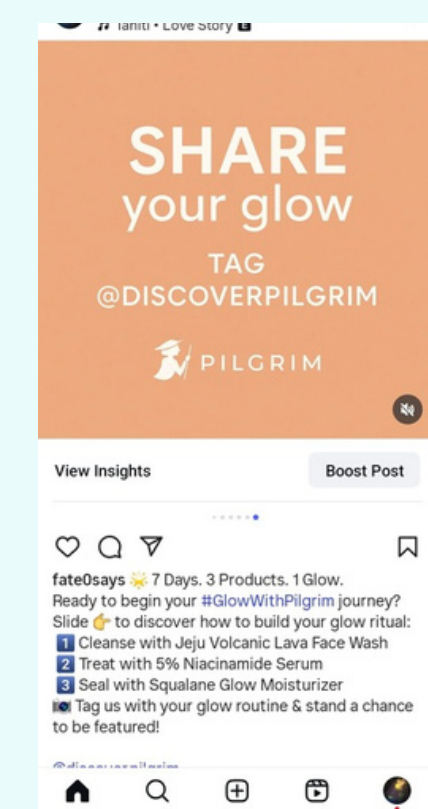 Tahiti • Love Story E
SHARE
your glow
TAG
@DISCOVERPILGRIM
PILGRIM
View Insights
Boost Post
fate0says 🌟 7 Days. 3 Products. 1 Glow.
Ready to begin your #GlowWithPilgrim journey?
Slide 👉 to discover how to build your glow ritual:
1️⃣ Cleanse with Jeju Volcanic Lava Face Wash
2️⃣ Treat with 5% Niacinamide Serum
3️⃣ Seal with Squalane Glow Moisturizer
📸 Tag us with your glow routine & stand a chance
to be featured!
@discoverpilgrim